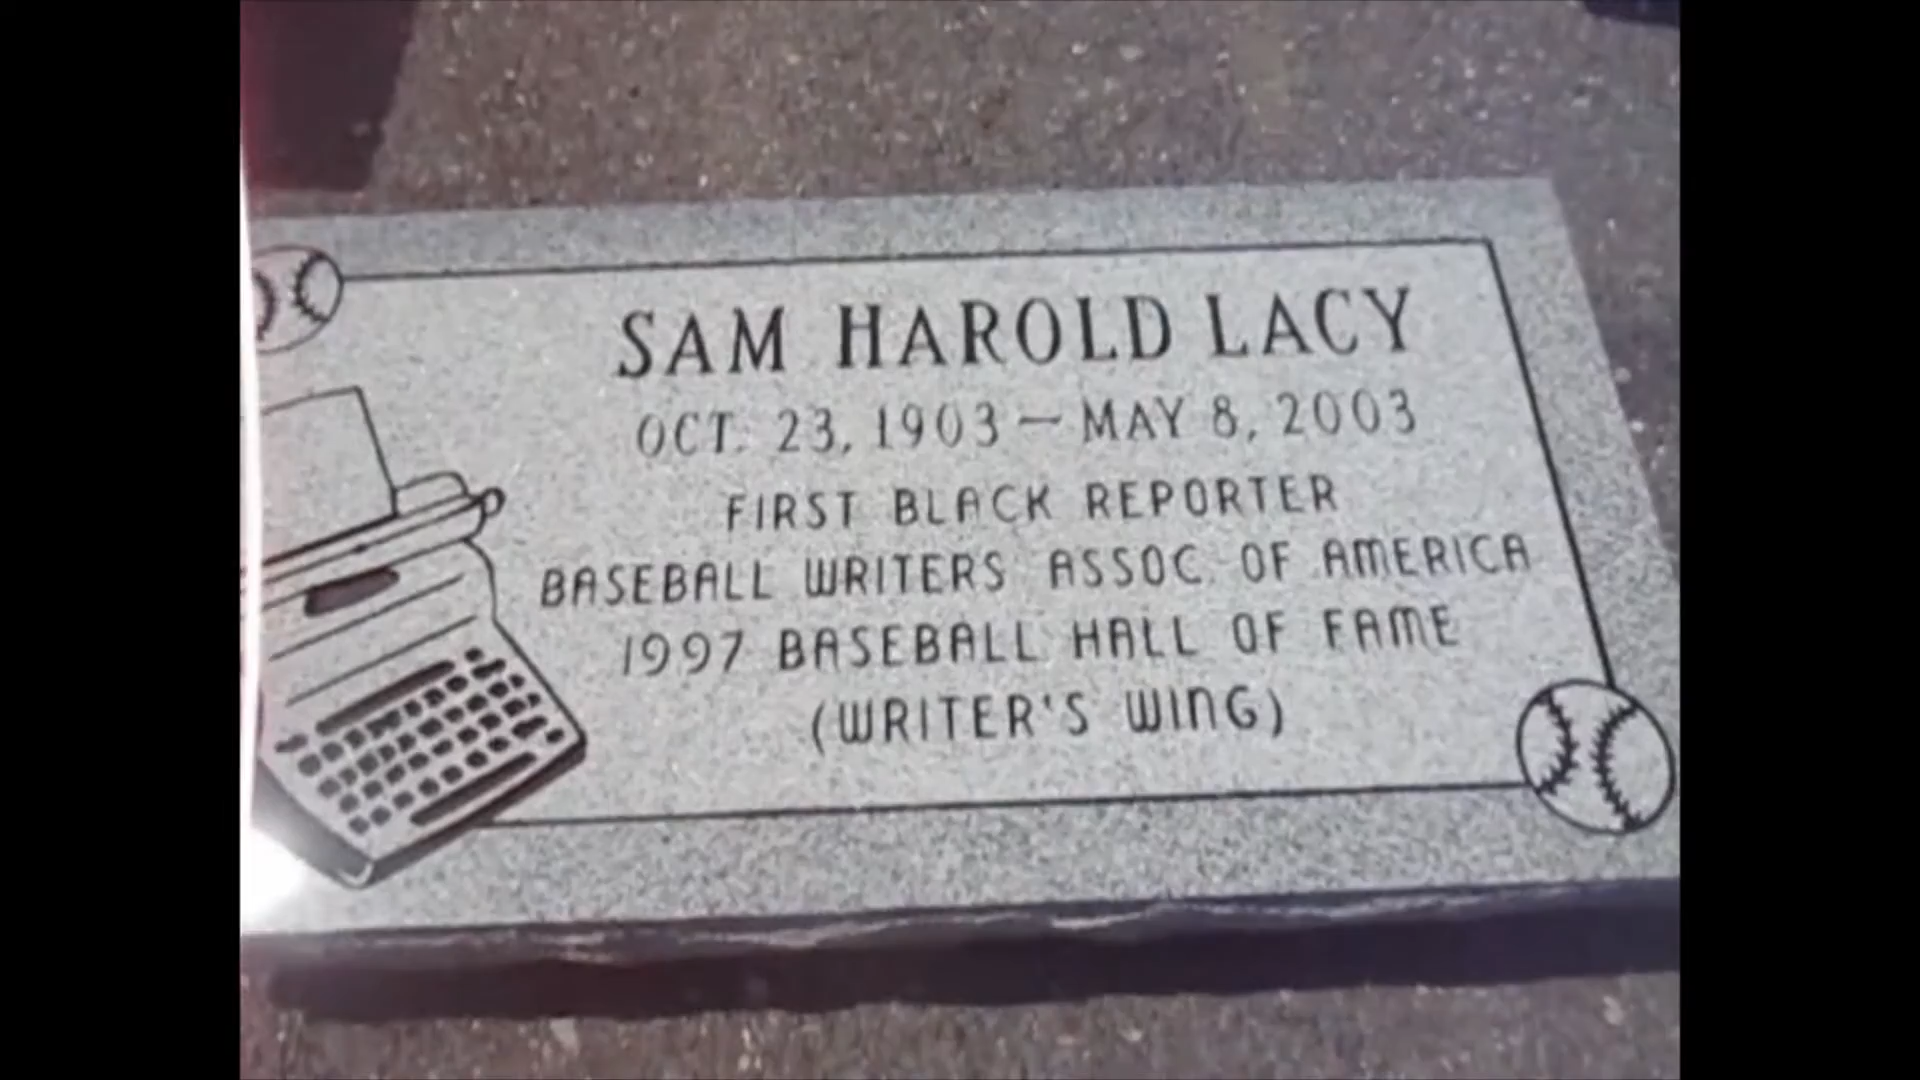 SAM HAROLD LACY
OCT. 23, 1903 – MAY 8, 2003
FIRST BLACK REPORTER
BASEBALL WRITERS ASSOC. OF AMERICA
1997 BASEBALL HALL OF FAME
(WRITER'S WING)